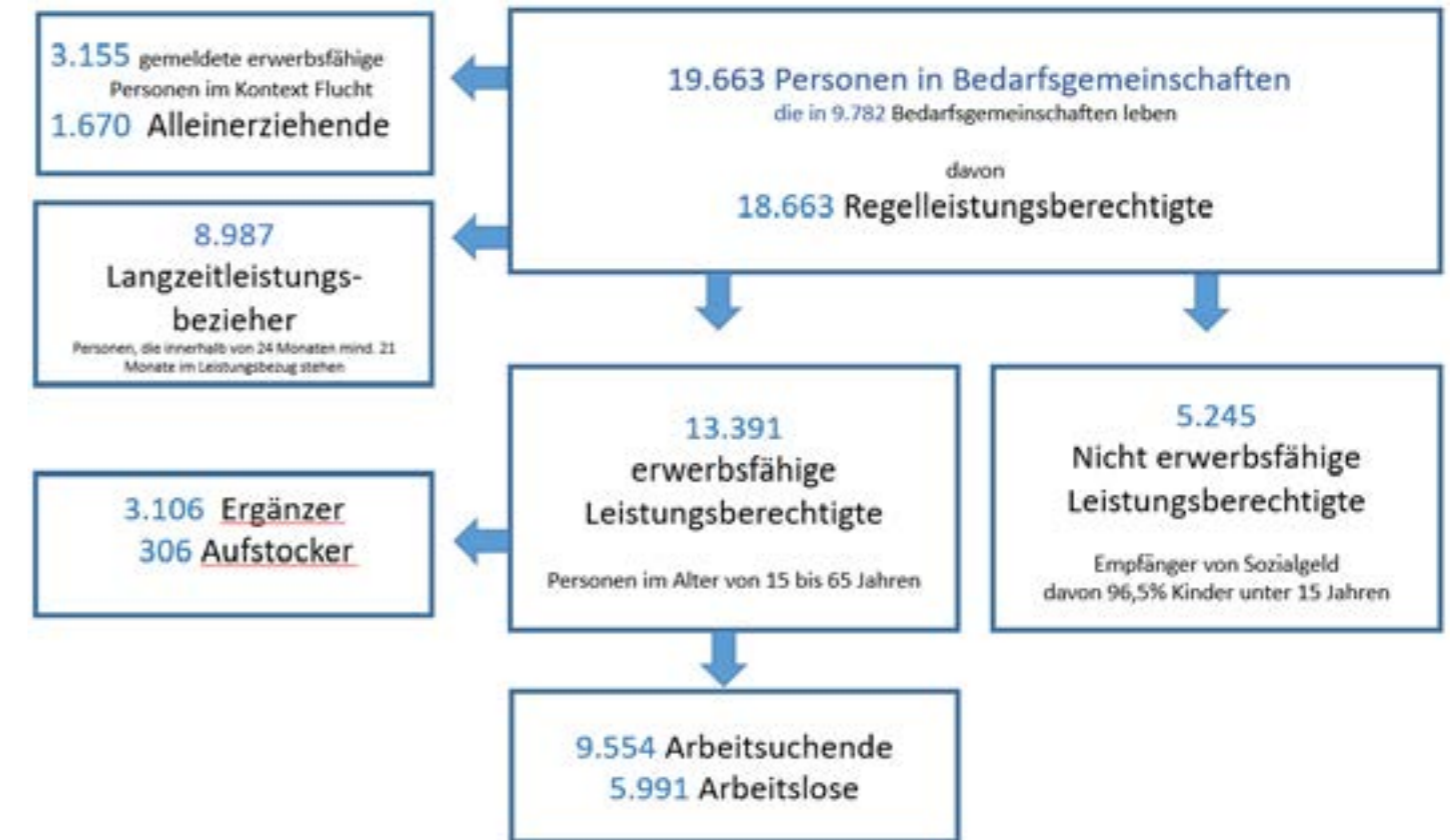 3.155 gemeldete erwerbsfähige
Personen im Kontext Flucht
1.670 Alleinerziehende
19.663 Personen in Bedarfsgemeinschaften
die in 9.782 Bedarfsgemeinschaften leben
davon
18.663 Regelleistungsberechtigte
8.987
Langzeitleistungs-
bezieher
Personen, die innerhalb von 24 Monaten mind. 21
Monate im Leistungsbezug stehen
13.391
erwerbsfähige
Leistungsberechtigte
Personen im Alter von 15 bis 65 Jahren
5.245
Nicht erwerbsfähige
Leistungsberechtigte
Empfänger von Sozialgeld
davon 96,5% Kinder unter 15 Jahren
3.106 Ergänzer
306 Aufstocker
9.554 Arbeitsuchende
5.991 Arbeitslose